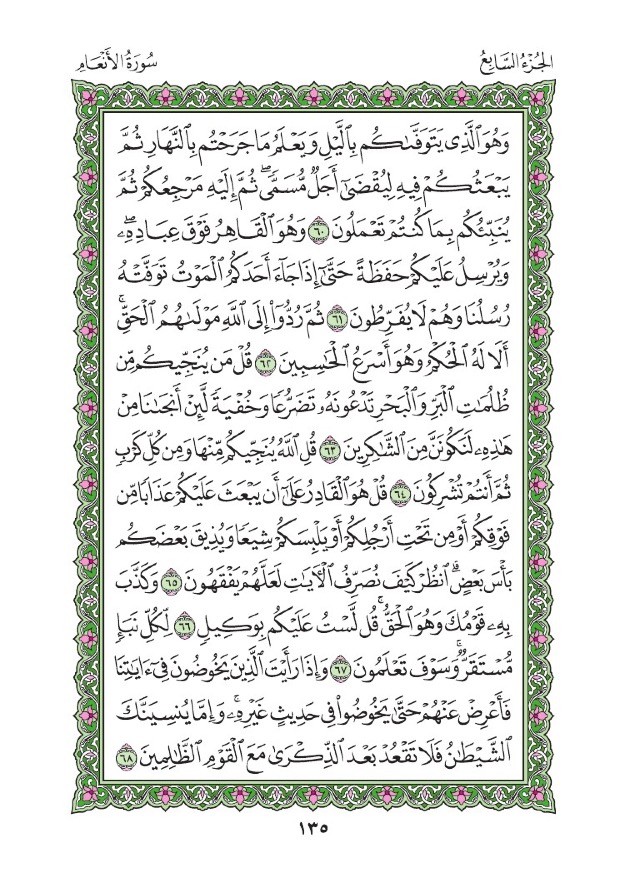 الجُزْءُ السَّابِعُ
سُورَةُ الأَنْعَامِ
وَهُوَ ٱلَّذِى يَتَوَفَّىٰكُم بِٱلَّيْلِ وَيَعْلَمُ مَا جَرَحْتُم بِٱلنَّهَارِ ثُمَّ
يَبْعَثُكُمْ فِيهِ لِيُقْضَىٰٓ أَجَلٌ مُّسَمًّى ۖ ثُمَّ إِلَيْهِ مَرْجِعُكُمْ ثُمَّ
يُنَبِّئُكُم بِمَا كُنتُمْ تَعْمَلُونَ ٦٠ وَهُوَ ٱلْقَاهِرُ فَوْقَ عِبَادِهِۦ ۖ
وَيُرْسِلُ عَلَيْكُمْ حَفَظَةً حَتَّىٰٓ إِذَا جَآءَ أَحَدَكُمُ ٱلْمَوْتُ تَوَفَّتْهُ
رُسُلُنَا وَهُمْ لَا يُفَرِّطُونَ ٦١ ثُمَّ رُدُّوٓا۟ إِلَى ٱللَّهِ مَوْلَىٰهُمُ ٱلْحَقِّ ۚ
أَلَا لَهُ ٱلْحُكْمُ وَهُوَ أَسْرَعُ ٱلْحَٰسِبِينَ ٦٢ قُلْ مَن يُنَجِّيكُم مِّن
ظُلُمَٰتِ ٱلْبَرِّ وَٱلْبَحْرِ تَدْعُونَهُۥ تَضَرُّعًا وَخُفْيَةً لَّئِنْ أَنجَىٰنَا مِنْ
هَٰذِهِۦ لَنَكُونَنَّ مِنَ ٱلشَّٰكِرِينَ ٦٣ قُلِ ٱللَّهُ يُنَجِّيكُم مِّنْهَا وَمِن كُلِّ كَرْبٍ
ثُمَّ أَنتُمْ تُشْرِكُونَ ٦٤ قُلْ هُوَ ٱلْقَادِرُ عَلَىٰٓ أَن يَبْعَثَ عَلَيْكُمْ عَذَابًا مِّن
فَوْقِكُمْ أَوْ مِن تَحْتِ أَرْجُلِكُمْ أَوْ يَلْبِسَكُمْ شِيَعًا وَيُذِيقَ بَعْضَكُم
بَأْسَ بَعْضٍ ۗ ٱنظُرْ كَيْفَ نُصَرِّفُ ٱلْءَايَٰتِ لَعَلَّهُمْ يَفْقَهُونَ ٦٥ وَكَذَّبَ
بِهِۦ قَوْمُكَ وَهُوَ ٱلْحَقُّ ۚ قُل لَّسْتُ عَلَيْكُم بِوَكِيلٍ ٦٦ لِّكُلِّ نَبَإٍ
مُّسْتَقَرٌّ ۚ وَسَوْفَ تَعْلَمُونَ ٦٧ وَإِذَا رَأَيْتَ ٱلَّذِينَ يَخُوضُونَ فِىٓ ءَايَٰتِنَا
فَأَعْرِضْ عَنْهُمْ حَتَّىٰ يَخُوضُوا۟ فِى حَدِيثٍ غَيْرِهِۦ ۚ وَإِمَّا يُنسِيَنَّكَ
ٱلشَّيْطَٰنُ فَلَا تَقْعُدْ بَعْدَ ٱلذِّكْرَىٰ مَعَ ٱلْقَوْمِ ٱلظَّٰلِمِينَ ٦٨
١٣٥